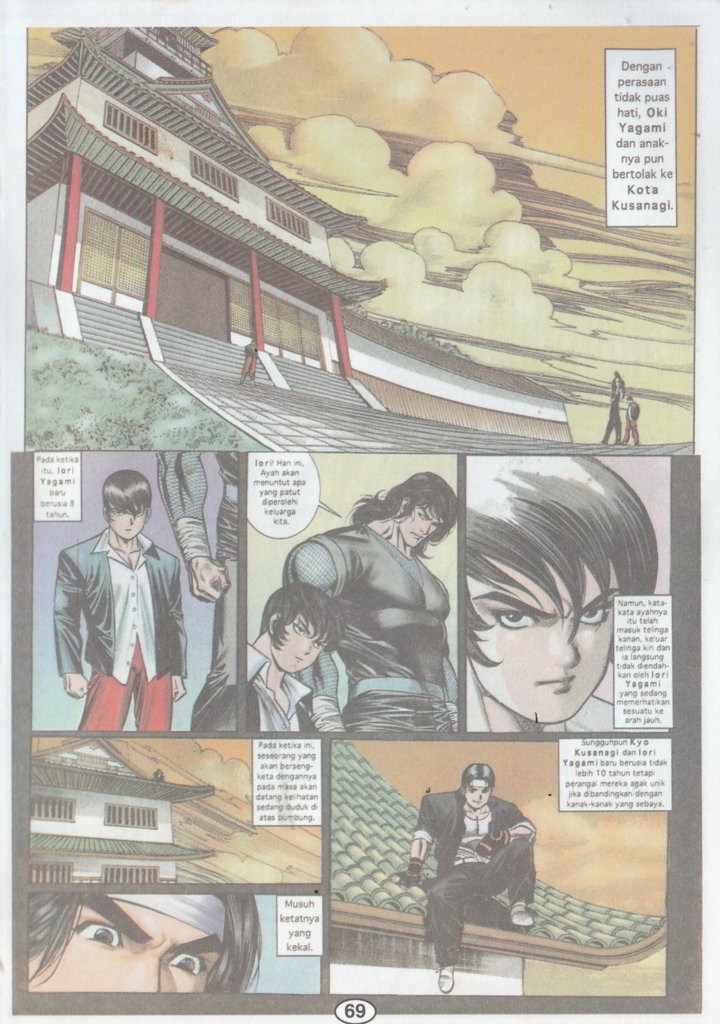 Dengan
perasaan
tidak puas
hati, Oki
Yagami
dan anak-
nya pun
bertolak ke
Kota
Kusanagi.
Pada ketika
itu, Iori
Yagami
baru
berusia 8
tahun.
Iori! Hari ini,
Ayah akan
menuntut apa
yang patut
diperolehi
keluarga
kita.
Namun, kata-
kata ayahnya
itu telah
masuk telinga
kanan, keluar
telinga kiri dan
ia langsung
tidak diendah-
kan oleh Iori
Yagami
yang sedang
memerhatikan
sesuatu ke
arah jauh.
Pada ketika ini,
seseorang yang
akan berseng-
keta dengannya
pada masa akan
datang kelihatan
sedang duduk di
atas bumbung.
Sungguhpun Kyo
Kusanagi dan Iori
Yagami baru berusia tidak
lebih 10 tahun tetapi
perangai mereka agak unik
jika dibandingkan dengan
kanak-kanak yang sebaya.
Musuh
ketatnya
yang
kekal.
69